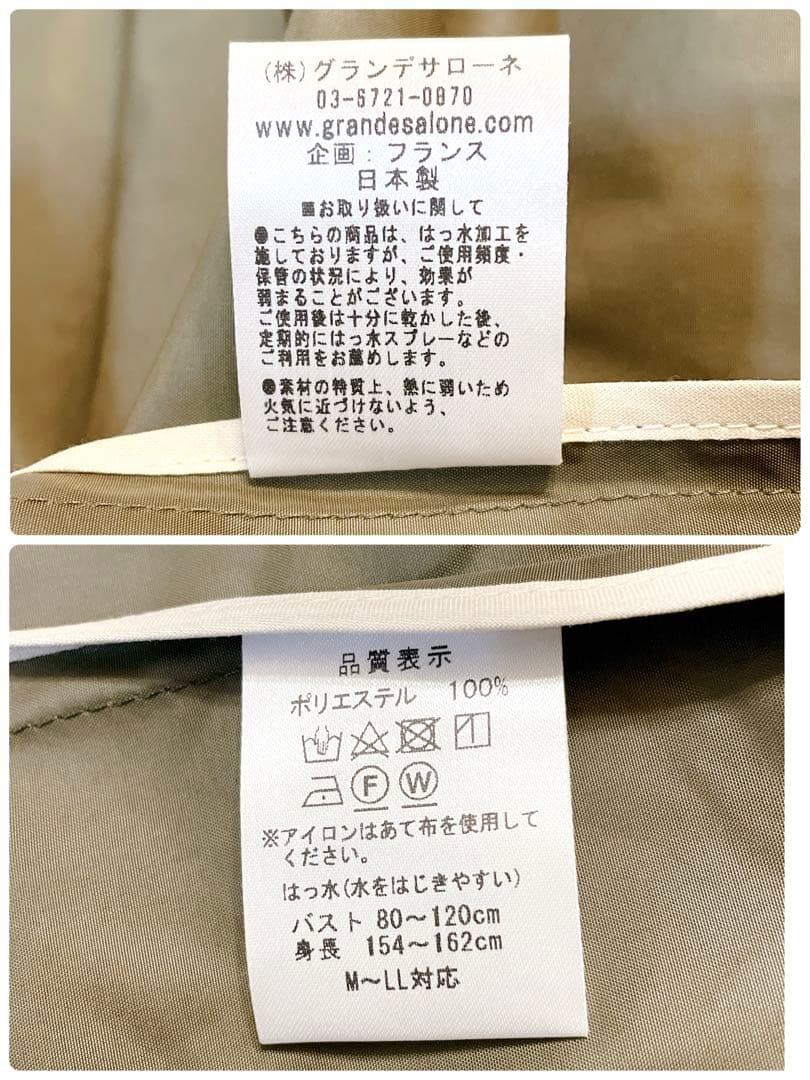 (株)グランデサローネ
03-6721-0870
www.grandesalone.com
企画：フランス
日本製
■お取り扱いに関して
●こちらの商品は、はっ水加工を
施しておりますが、ご使用頻度・
保管の状況により、効果が
弱まることがございます。
ご使用後は十分に乾かした後、
定期的にはっ水スプレーなどの
ご利用をお薦めします。
●素材の特質上、熱に弱いため
火気に近づけないよう、
ご注意ください。
品質表示
ポリエステル 100%
F W
※アイロンはあて布を使用して
ください。
はっ水(水をはじきやすい)
バスト 80～120cm
身長 154～162cm
M～LL対応